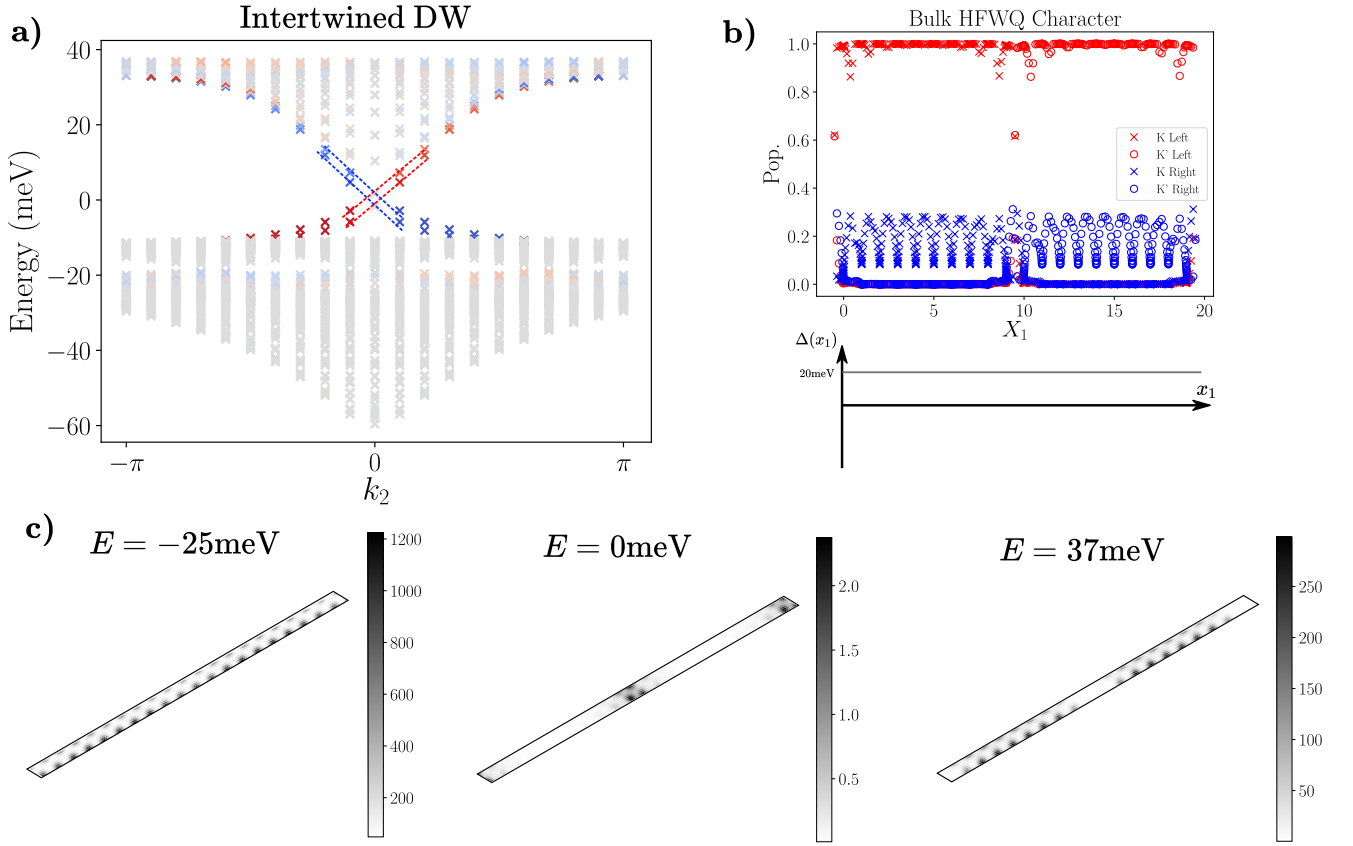 a)
Intertwined DW
40
20
0
−20
−40
−60
Energy (meV)
−π
0
π
k₂
b)
Bulk HFWQ Character
1.0
0.8
0.6
0.4
0.2
0.0
Pop.
K Left
K' Left
K Right
K' Right
0
5
10
15
20
X₁
Δ(x₁)
20meV
x₁
c)
E = −25meV
1200
1000
800
600
400
200
E = 0meV
2.0
1.5
1.0
0.5
E = 37meV
250
200
150
100
50